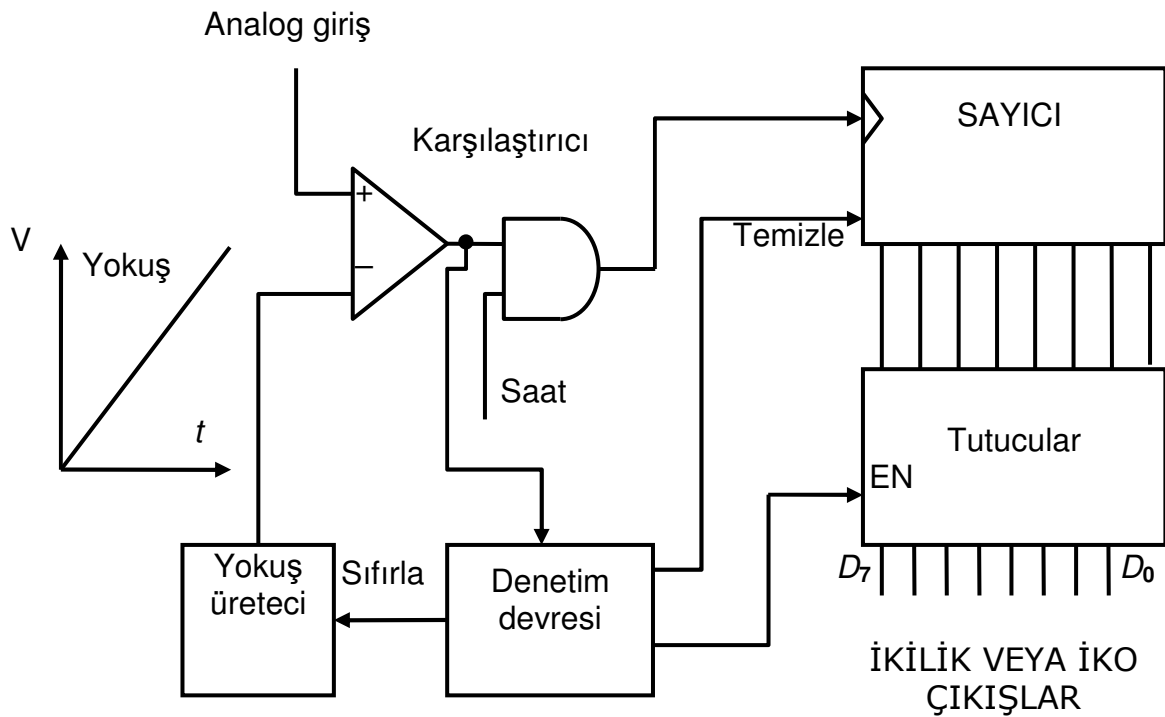 Analog giriş
SAYICI
Karşılaştırıcı
+
−
V
Yokuş
Temizle
t
Saat
Tutucular
EN
Yokuş
üreteci
Sıfırla
Denetim
devresi
D7
D0
İKİLİK VEYA İKO
ÇIKIŞLAR